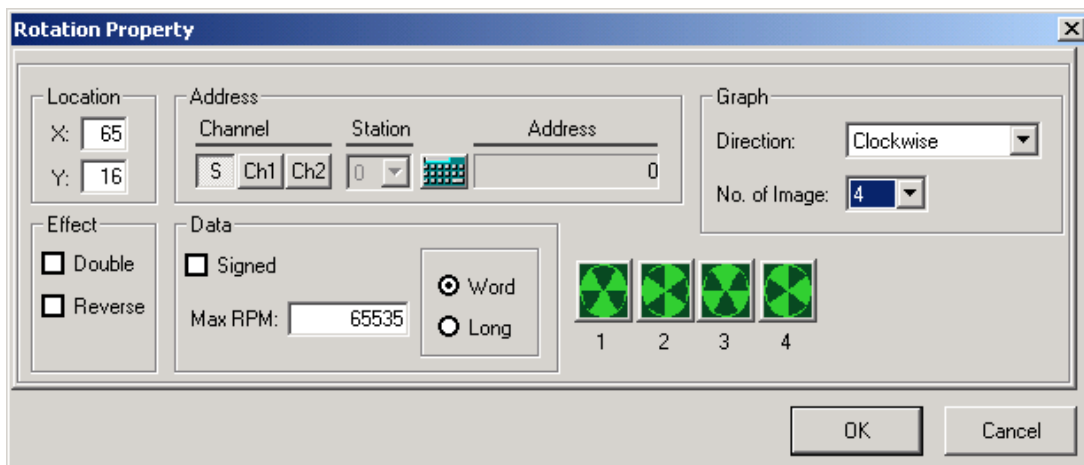 Rotation Property
Location
X: 65
Y: 16
Address
Channel Station Address
S Ch1 Ch2 0 0
Graph
Direction: Clockwise
No. of Image: 4
Effect
Double
Reverse
Data
Signed
Max RPM: 65535
Word
Long
1 2 3 4
OK Cancel